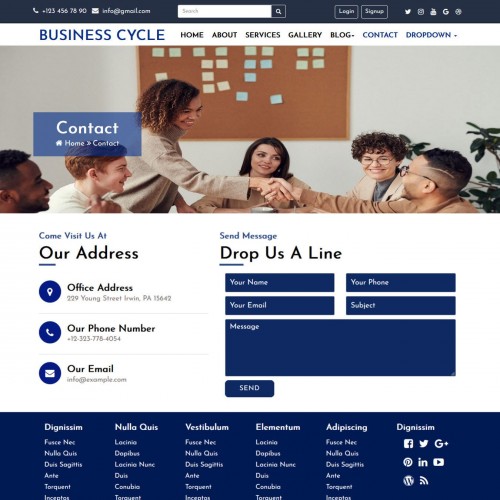 +123 456 78 90 info@gmail.com Search Login Signup
BUSINESS CYCLE HOME ABOUT SERVICES GALLERY BLOG CONTACT DROPDOWN
Contact
Home » Contact
Come Visit Us At
Our Address
Office Address
229 Young Street Irwin, PA 15642
Our Phone Number
+12-323-778-4054
Our Email
info@example.com
Send Message
Drop Us A Line
Your Name Your Phone
Your Email Subject
Message
SEND
Dignissim Nulla Quis Vestibulum Elementum Adipiscing Dignissim
Fusce Nec Lacinia Fusce Nec Lacinia Fusce Nec
Nulla Quis Dapibus Nulla Quis Dapibus Nulla Quis
Duis Sagittis Lacinia Nunc Duis Sagittis Lacinia Nunc Duis Sagittis
Ante Duis Ante Duis Ante
Torquent Conubia Torquent Conubia Torquent
Inceptos Torquent Inceptos Torquent Inceptos